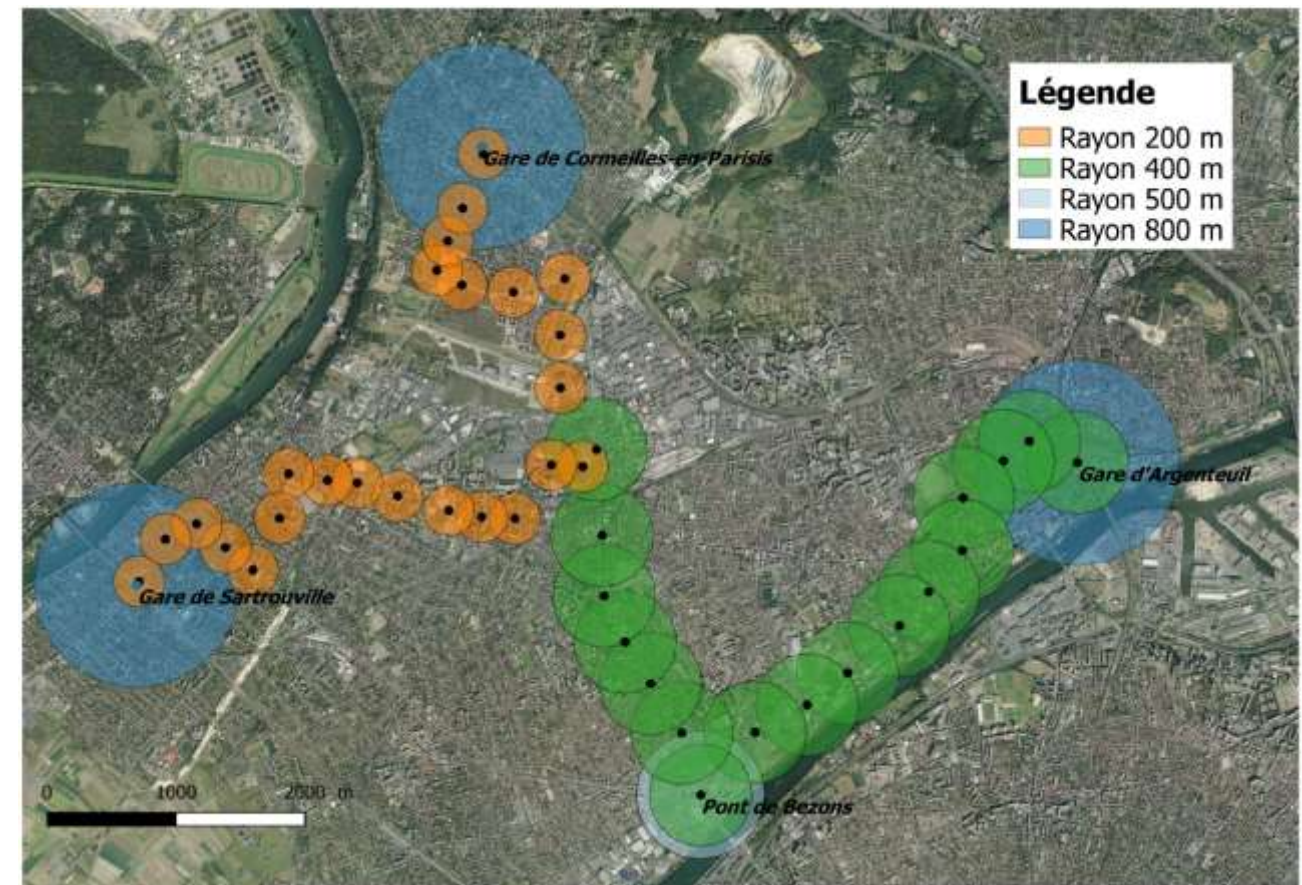 Légende
Rayon 200 m
Rayon 400 m
Rayon 500 m
Rayon 800 m
Gare de Cormeilles-en-Parisis
Gare d'Argenteuil
Gare de Sartrouville
Pont de Bezons
0 1000 2000 m